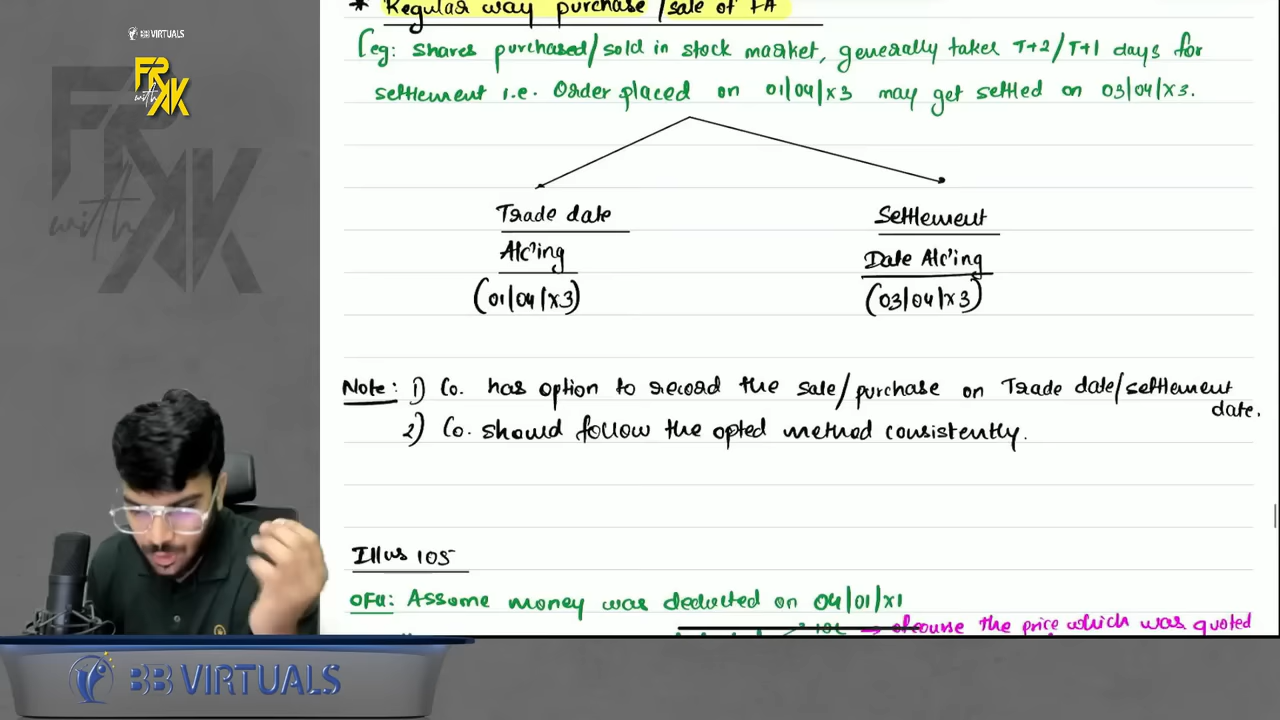 * Regular way purchase /sale of FA
[eg: Shares purchased/sold in stock market, generally takes T+2/T+1 days for
settlement i.e. Order placed on 01/04/x3 may get settled on 03/04/x3.
Trade date
A/c'ing
(01/04/x3)
Settlement
Date A/c'ing
(03/04/x3)
Note: 1) Co. has option to record the sale/purchase on Trade date/settlement
date.
2) Co. should follow the opted method consistently.
Illus 105
Assume money was deducted on 04/01/x1
the price which was quoted
BB VIRTUALS
FR
with
AK
FR
with
AK
BB VIRTUALS